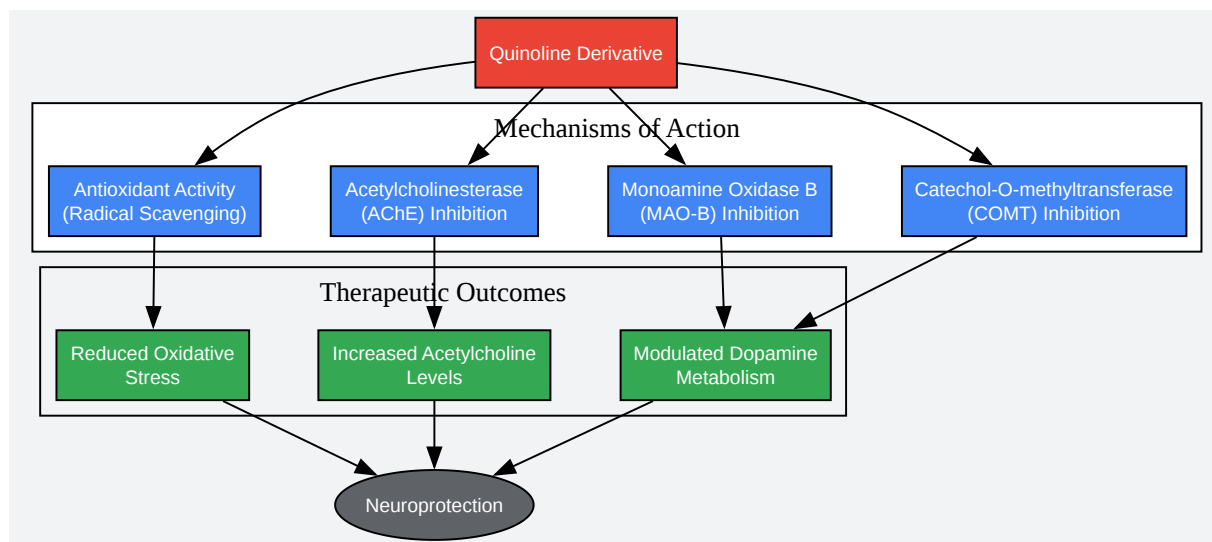 Quinoline Derivative
Mechanisms of Action
Antioxidant Activity
(Radical Scavenging)
Acetylcholinesterase
(AChE) Inhibition
Monoamine Oxidase B
(MAO-B) Inhibition
Catechol-O-methyltransferase
(COMT) Inhibition
Therapeutic Outcomes
Reduced Oxidative
Stress
Increased Acetylcholine
Levels
Modulated Dopamine
Metabolism
Neuroprotection